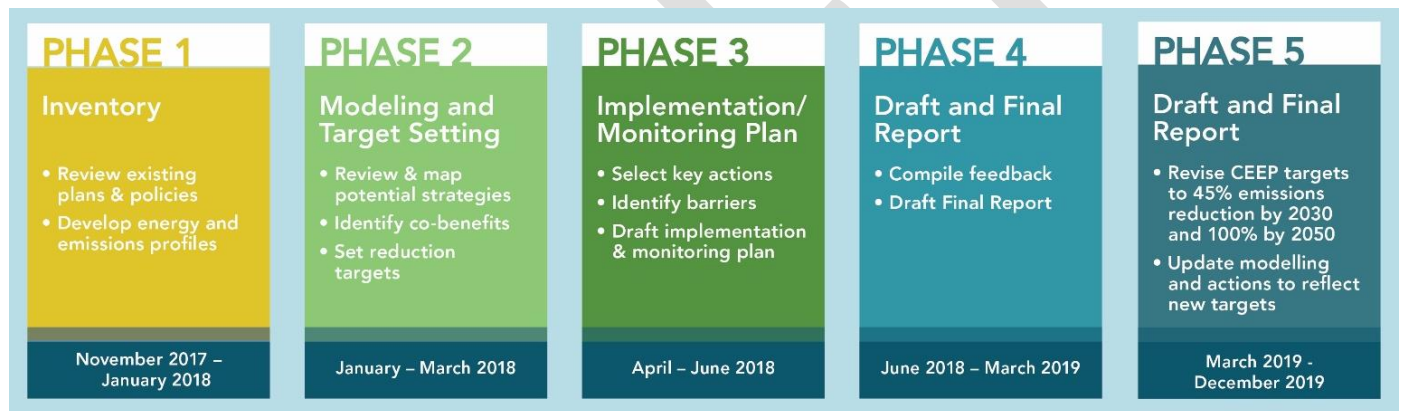 PHASE 1
Inventory
• Review existing
plans & policies
• Develop energy and
emissions profiles
November 2017 –
January 2018
PHASE 2
Modeling and
Target Setting
• Review & map
potential strategies
• Identify co-benefits
• Set reduction
targets
January – March 2018
PHASE 3
Implementation/
Monitoring Plan
• Select key actions
• Identify barriers
• Draft implementation
& monitoring plan
April – June 2018
PHASE 4
Draft and Final
Report
• Compile feedback
• Draft Final Report
June 2018 – March 2019
PHASE 5
Draft and Final
Report
• Revise CEEP targets
to 45% emissions
reduction by 2030
and 100% by 2050
• Update modelling
and actions to reflect
new targets
March 2019 -
December 2019